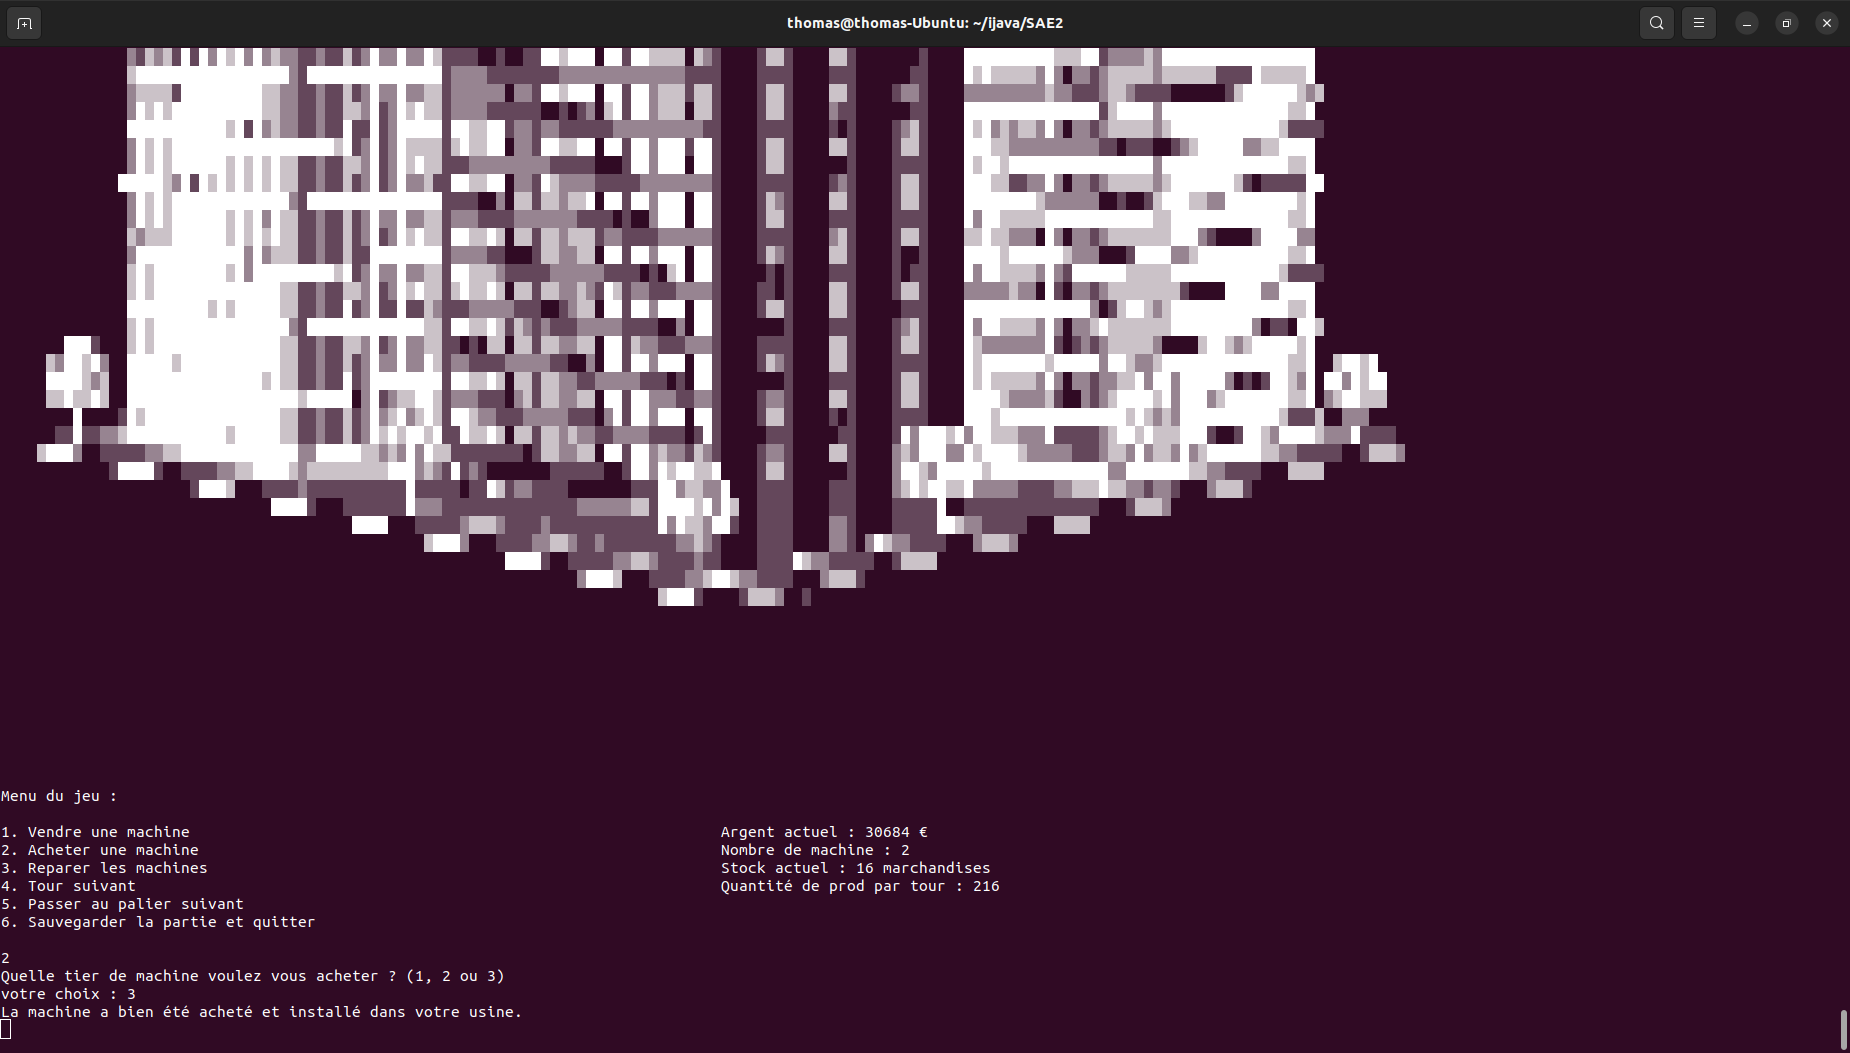 thomas@thomas-Ubuntu: ~/ijava/SAE2
Menu du jeu :
1. Vendre une machine
2. Acheter une machine
3. Reparer les machines
4. Tour suivant
5. Passer au palier suivant
6. Sauvegarder la partie et quitter
Argent actuel : 30684 €
Nombre de machine : 2
Stock actuel : 16 marchandises
Quantité de prod par tour : 216
2
Quelle tier de machine voulez vous acheter ? (1, 2 ou 3)
votre choix : 3
La machine a bien été acheté et installé dans votre usine.